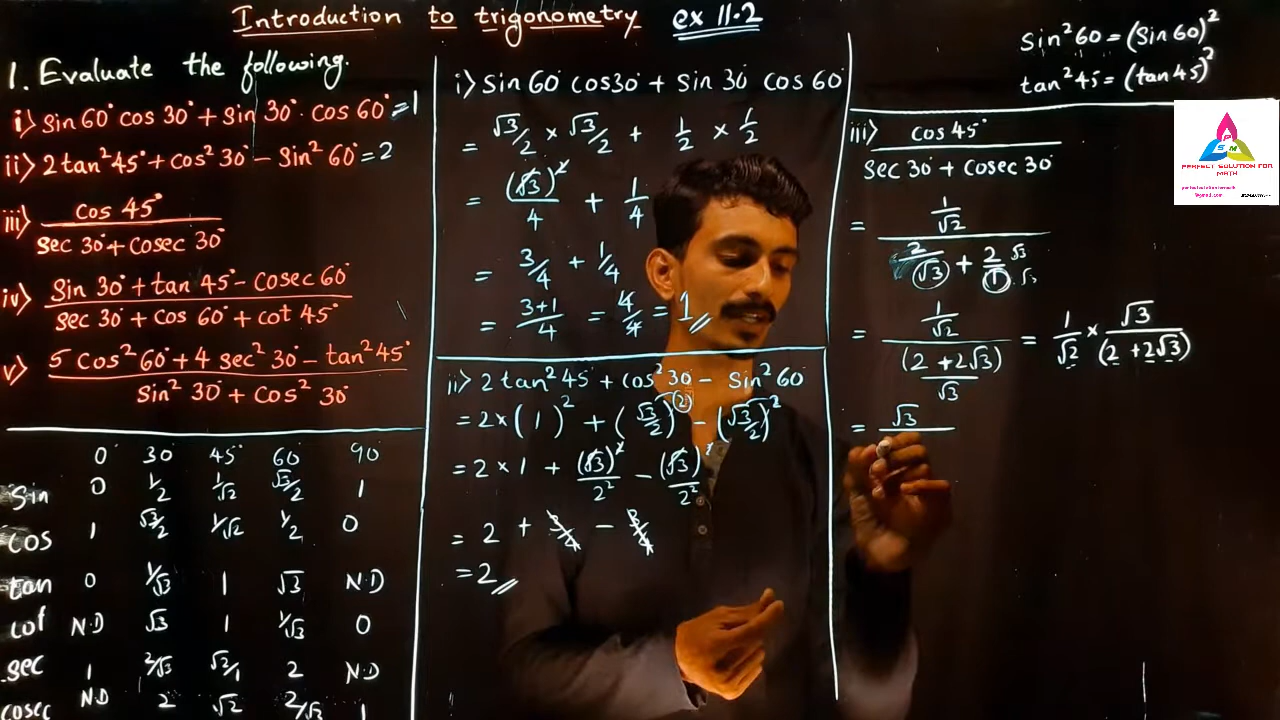 Introduction to trigonometry ex 11.2
1. Evaluate the following.
i) sin 60° cos 30° + sin 30° . cos 60° = 1
ii) 2 tan² 45° + cos² 30° - sin² 60° = 2
iii) cos 45° / sec 30° + cosec 30°
iv) sin 30° + tan 45° - cosec 60° / sec 30° + cos 60° + cot 45°
v) 5 cos² 60° + 4 sec² 30° - tan² 45° / sin² 30° + cos² 30°
0° 30° 45° 60° 90
sin 0 1/2 1/√2 √3/2 1
cos 1 √3/2 1/√2 1/2 0
tan 0 1/√3 1 √3 N.D
cot N.D √3 1 1/√3 0
sec 1 2/√3 √2/1 2 N.D
cosec ND 2 √2 2/√3 1
i) sin 60° cos 30° + sin 30° cos 60°
= √3/2 × √3/2 + 1/2 × 1/2
= (√3)²/4 + 1/4
= 3/4 + 1/4
= 3+1/4 = 4/4 = 1
ii) 2 tan² 45° + cos² 30 - sin² 60°
= 2 × (1)² + (√3/2)² - (√3/2)²
= 2 × 1 + (√3)²/2² - (√3)²/2²
= 2 + 3/4 - 3/4
= 2
sin² 60 = (sin 60)²
tan² 45 = (tan 45)²
iii) cos 45° / sec 30 + cosec 30°
= 1/√2 / 2/√3 + 2/1 √3 . √3
= 1/√2 / (2 + 2√3)/√3 = 1/√2 × √3/(2 + 2√3)
= √3
P S M
PERFECT SOLUTION FOR MATH